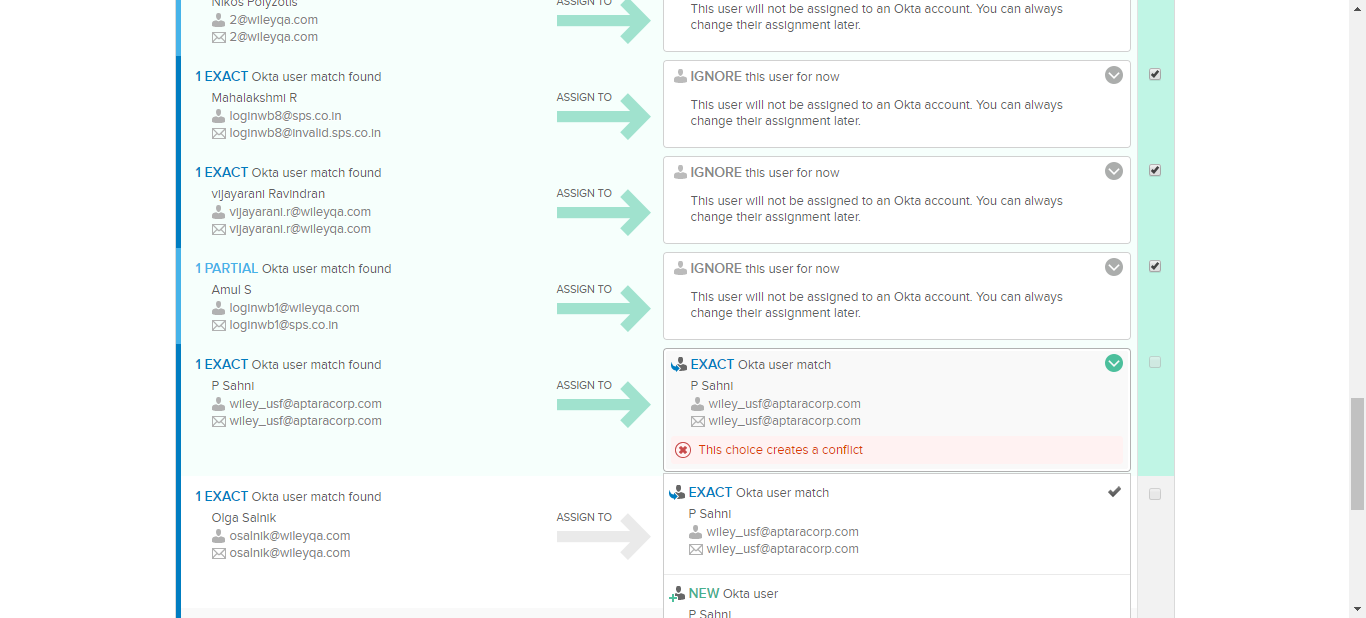 Nikos Polyzotis
2@wileyqa.com
2@wileyqa.com
ASSIGN TO
This user will not be assigned to an Okta account. You can always
change their assignment later.
1 EXACT Okta user match found
Mahalakshmi R
loginwb8@sps.co.in
loginwb8@invalid.sps.co.in
ASSIGN TO
IGNORE this user for now
This user will not be assigned to an Okta account. You can always
change their assignment later.
1 EXACT Okta user match found
vijayarani Ravindran
vijayarani.r@wileyqa.com
vijayarani.r@wileyqa.com
ASSIGN TO
IGNORE this user for now
This user will not be assigned to an Okta account. You can always
change their assignment later.
1 PARTIAL Okta user match found
Amul S
loginwb1@wileyqa.com
loginwb1@sps.co.in
ASSIGN TO
IGNORE this user for now
This user will not be assigned to an Okta account. You can always
change their assignment later.
1 EXACT Okta user match found
P Sahni
wiley_usf@aptaracorp.com
wiley_usf@aptaracorp.com
ASSIGN TO
EXACT Okta user match
P Sahni
wiley_usf@aptaracorp.com
wiley_usf@aptaracorp.com
This choice creates a conflict
1 EXACT Okta user match found
Olga Salnik
osalnik@wileyqa.com
osalnik@wileyqa.com
ASSIGN TO
EXACT Okta user match
P Sahni
wiley_usf@aptaracorp.com
wiley_usf@aptaracorp.com
NEW Okta user
P Sahni